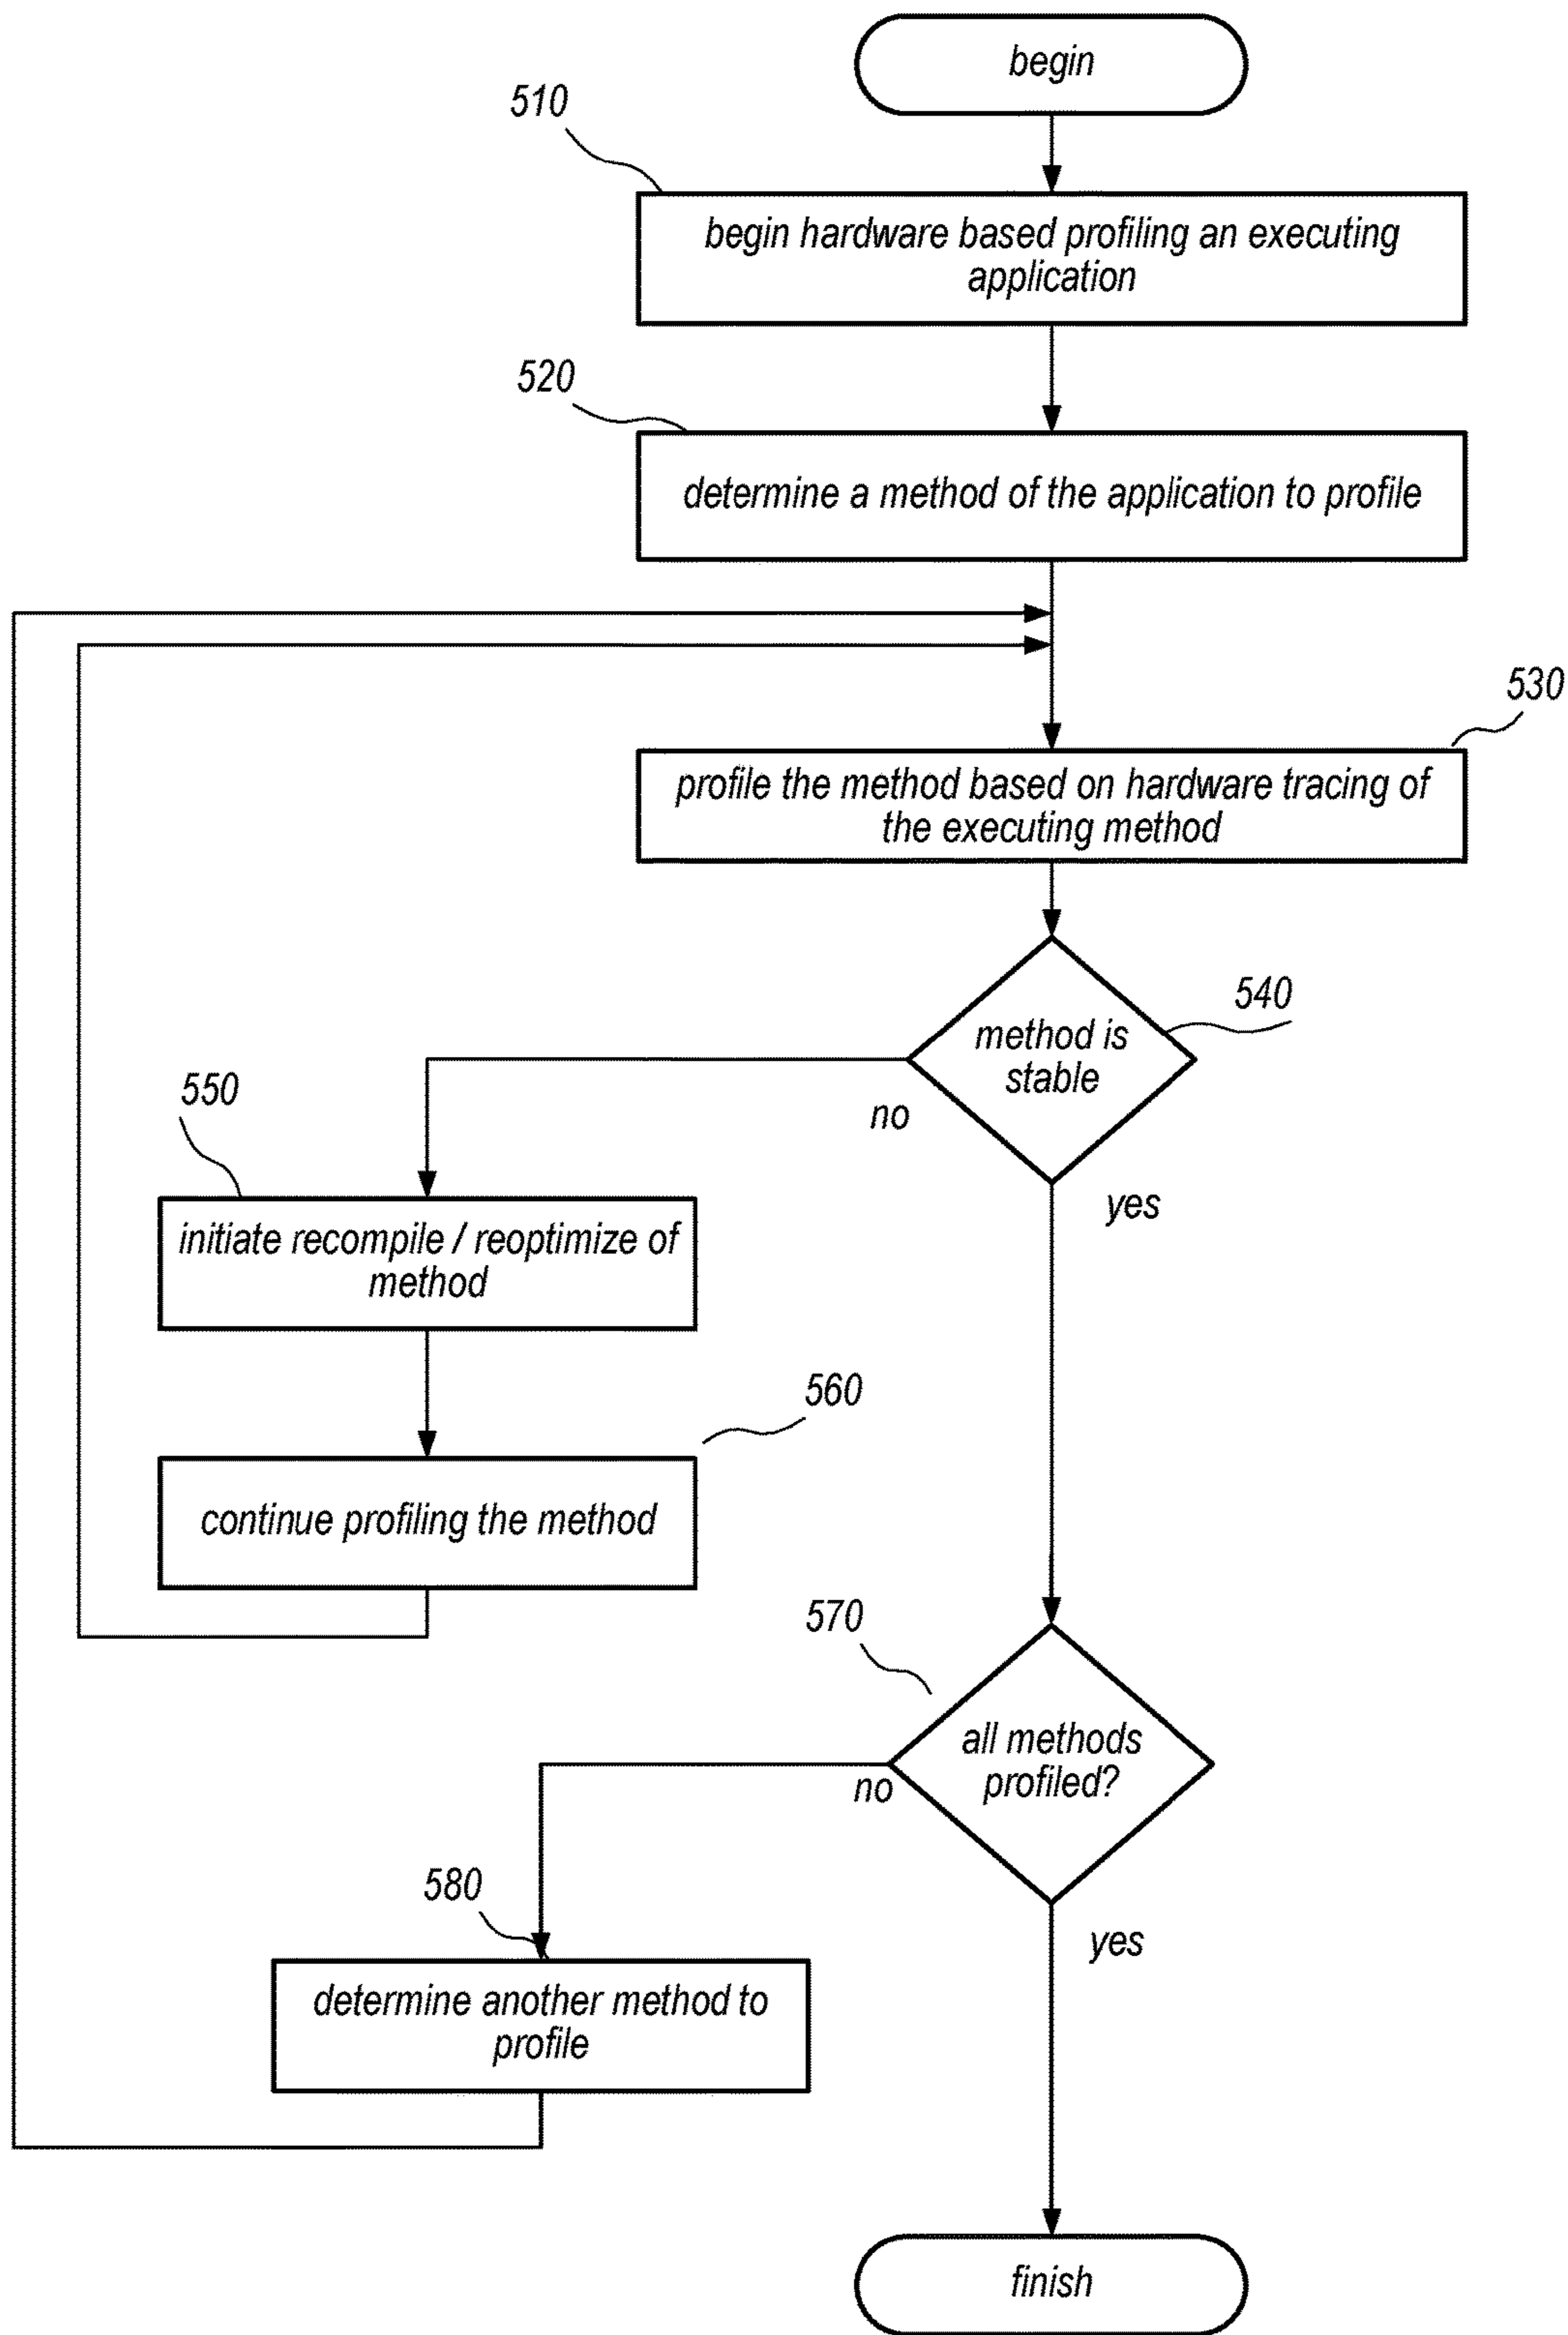 begin
510
begin hardware based profiling an executing
application
520
determine a method of the application to profile
530
profile the method based on hardware tracing of
the executing method
540
method is
stable
no
yes
550
initiate recompile / reoptimize of
method
560
continue profiling the method
570
all methods
profiled?
no
yes
580
determine another method to
profile
finish